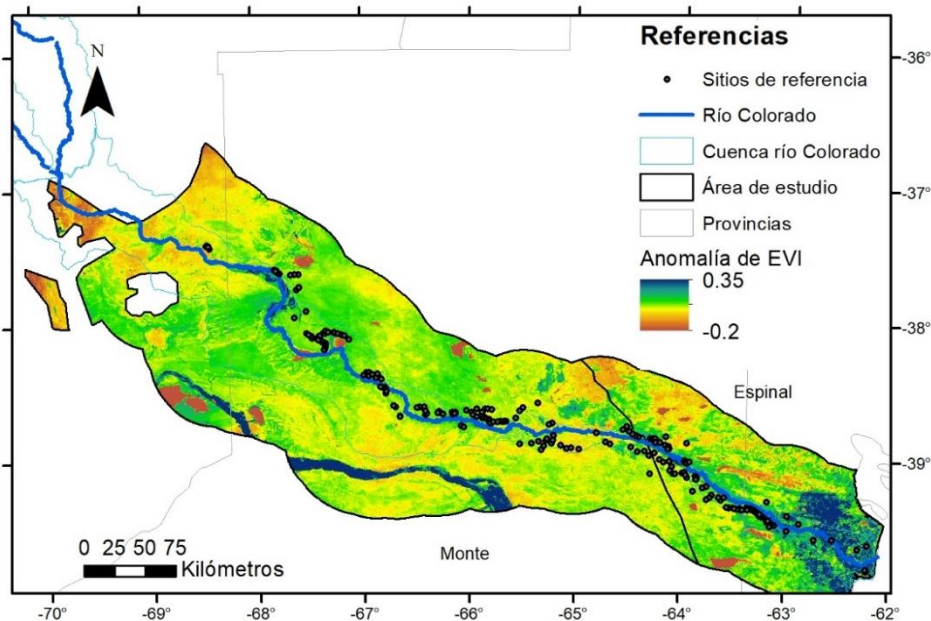 N
Referencias
Sitios de referencia
Río Colorado
Cuenca río Colorado
Área de estudio
Provincias
Anomalía de EVI
0.35
-0.2
-36°
-37°
-38°
-39°
Espinal
Monte
0 25 50 75
Kilómetros
-70° -69° -68° -67° -66° -65° -64° -63° -62°